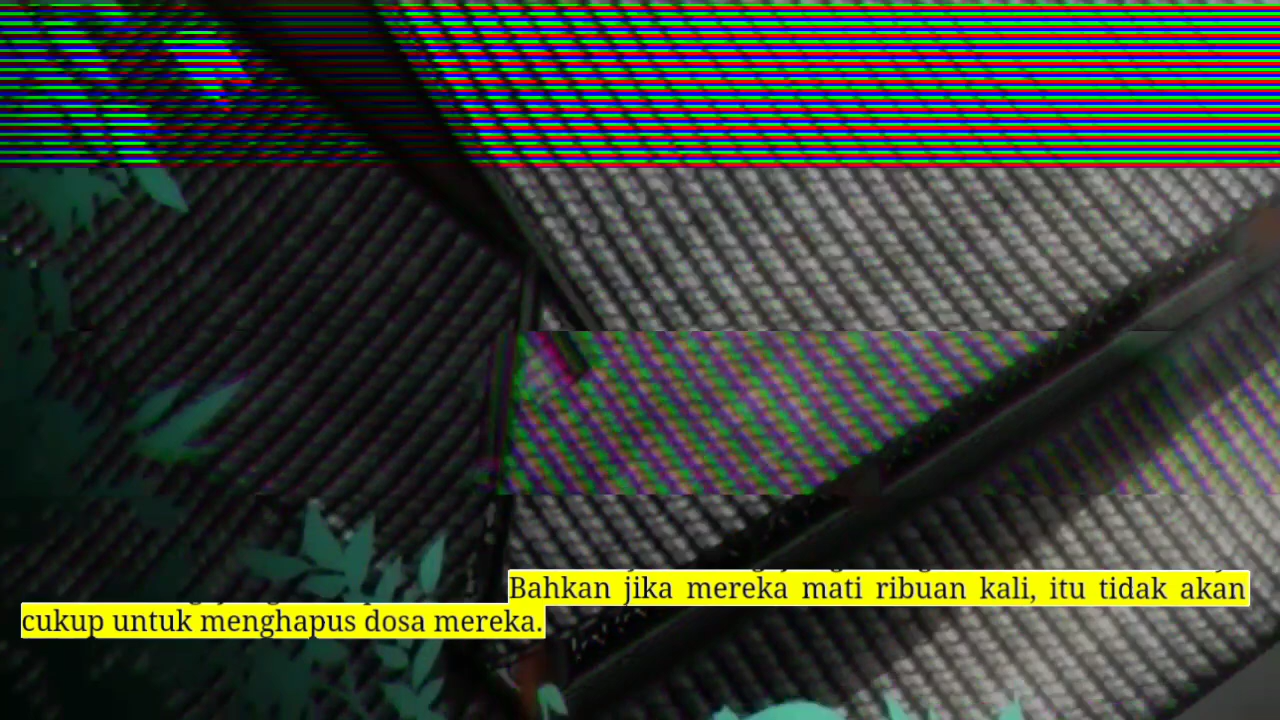 Bahkan jika mereka mati ribuan kali, itu tidak akan
cukup untuk menghapus dosa mereka.